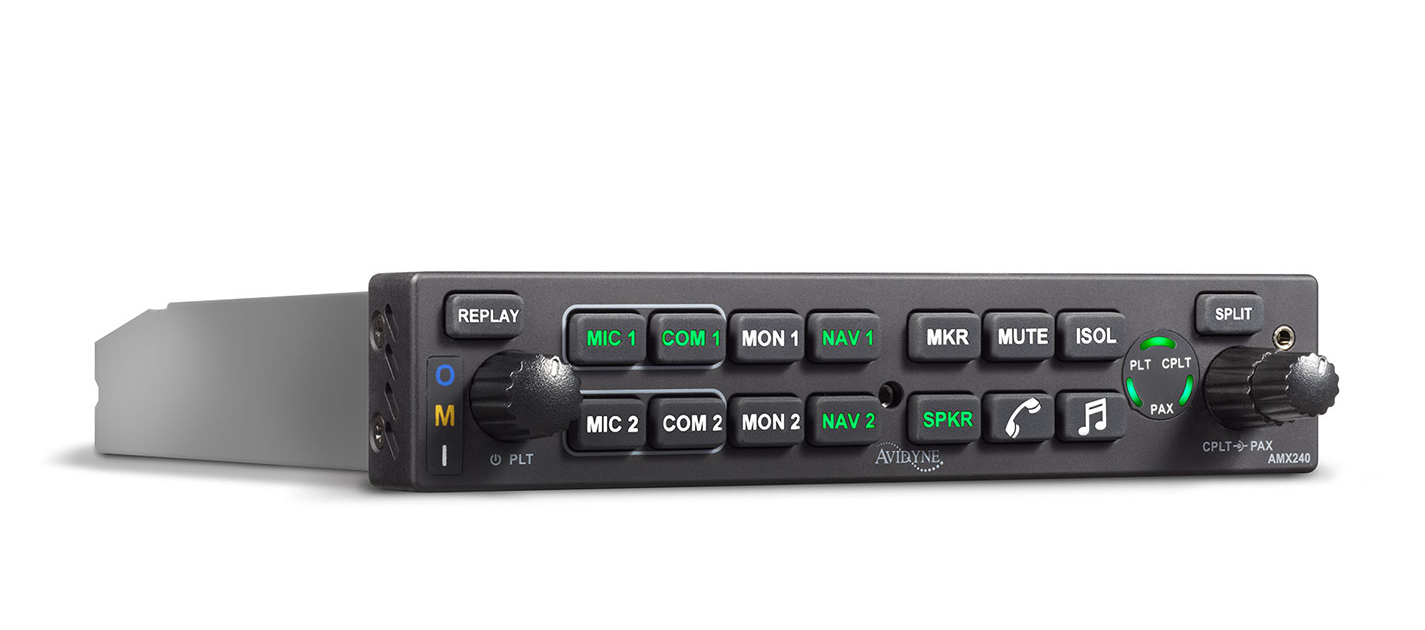 REPLAY
MIC 1 COM 1 MON 1 NAV 1 MKR MUTE ISOL
SPLIT
O
M
I
PLT CPLT
PAX
MIC 2 COM 2 MON 2 NAV 2 SPKR
PLT
AVIDYNE
CPLT PAX
AMX240